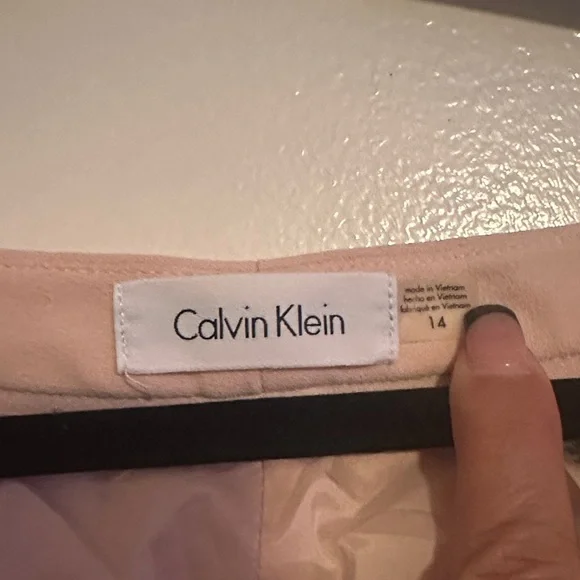 Calvin Klein
made in Vietnam
hecho en Vietnam
fabriqué en Vietnam
14